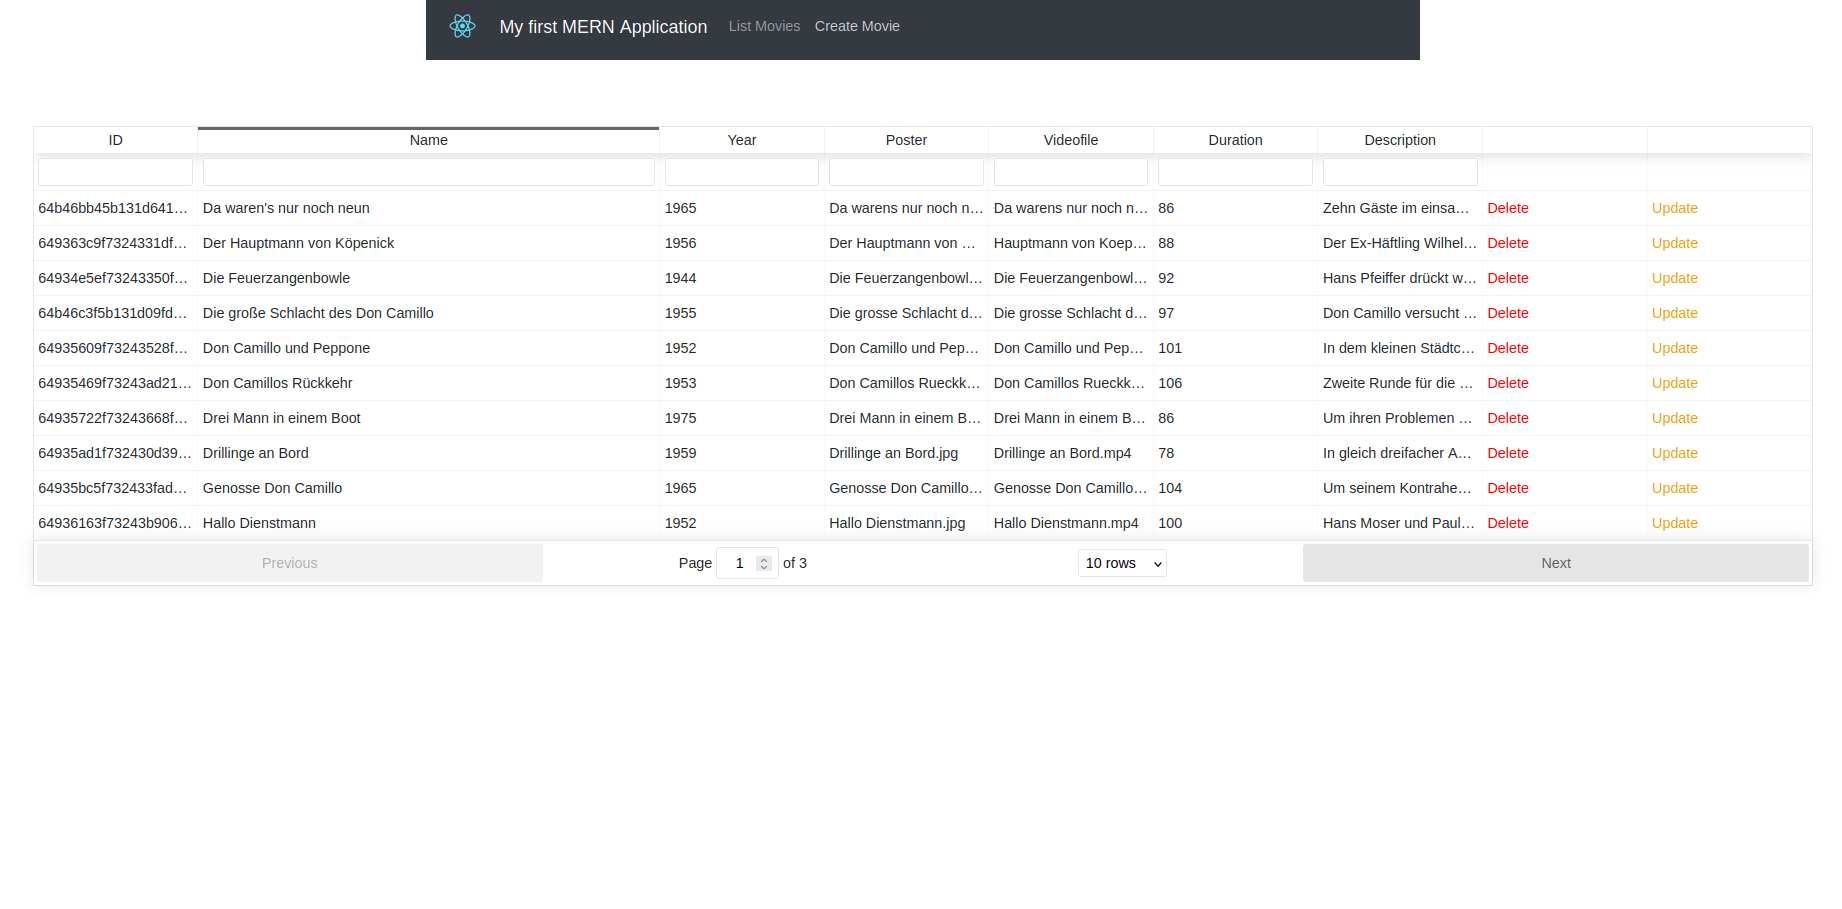 My first MERN Application List Movies Create Movie
ID Name Year Poster Videofile Duration Description
64b46bb45b131d641… Da waren's nur noch neun 1965 Da warens nur noch n… Da warens nur noch n… 86 Zehn Gäste im einsa… Delete Update
649363c9f7324331df… Der Hauptmann von Köpenick 1956 Der Hauptmann von … Hauptmann von Koep… 88 Der Ex-Häftling Wilhel… Delete Update
64934e5ef73243350f… Die Feuerzangenbowle 1944 Die Feuerzangenbowl… Die Feuerzangenbowl… 92 Hans Pfeiffer drückt w… Delete Update
64b46c3f5b131d09fd… Die große Schlacht des Don Camillo 1955 Die grosse Schlacht d… Die grosse Schlacht d… 97 Don Camillo versucht … Delete Update
64935609f73243528f… Don Camillo und Peppone 1952 Don Camillo und Pep… Don Camillo und Pep… 101 In dem kleinen Städtc… Delete Update
64935469f73243ad21… Don Camillos Rückkehr 1953 Don Camillos Rueckk… Don Camillos Rueckk… 106 Zweite Runde für die … Delete Update
64935722f73243668f… Drei Mann in einem Boot 1975 Drei Mann in einem B… Drei Mann in einem B… 86 Um ihren Problemen … Delete Update
64935ad1f732430d39… Drillinge an Bord 1959 Drillinge an Bord.jpg Drillinge an Bord.mp4 78 In gleich dreifacher A… Delete Update
64935bc5f732433fad… Genosse Don Camillo 1965 Genosse Don Camillo… Genosse Don Camillo… 104 Um seinem Kontrahe… Delete Update
64936163f73243b906… Hallo Dienstmann 1952 Hallo Dienstmann.jpg Hallo Dienstmann.mp4 100 Hans Moser und Paul… Delete Update
Previous Page 1 of 3 10 rows Next